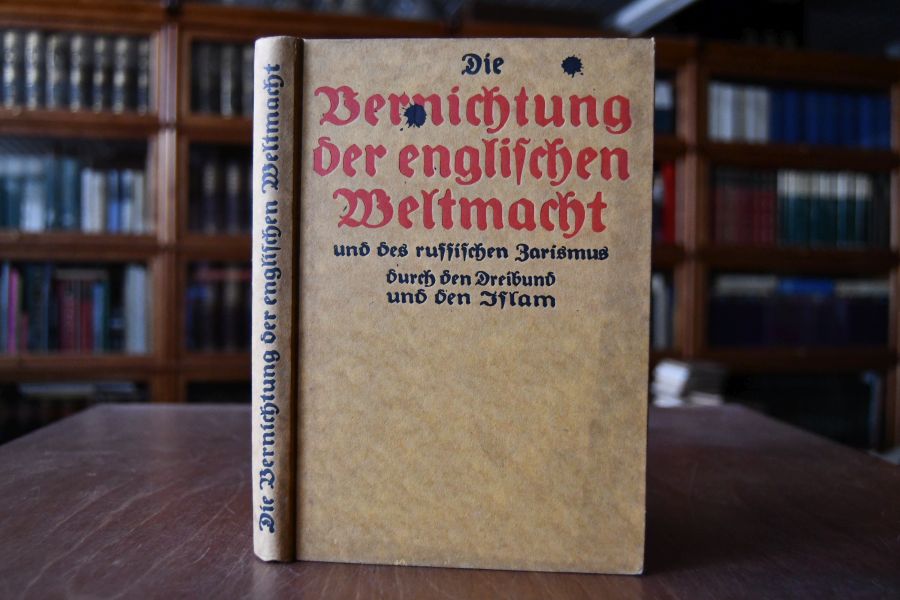 Die
Vernichtung
der englischen
Weltmacht
und des russischen Zarismus
durch den Dreibund
und den Islam
Die Vernichtung der englischen Weltmacht